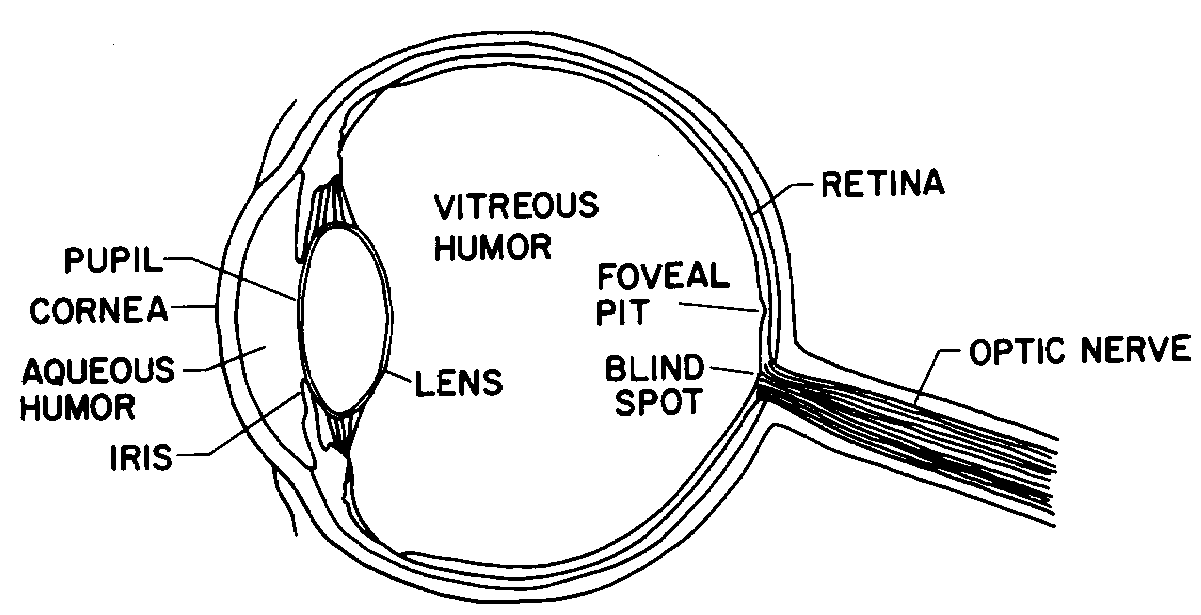 RETINA
VITREOUS
HUMOR
PUPIL
FOVEAL
PIT
CORNEA
OPTIC NERVE
AQUEOUS
HUMOR
LENS
BLIND
SPOT
IRIS